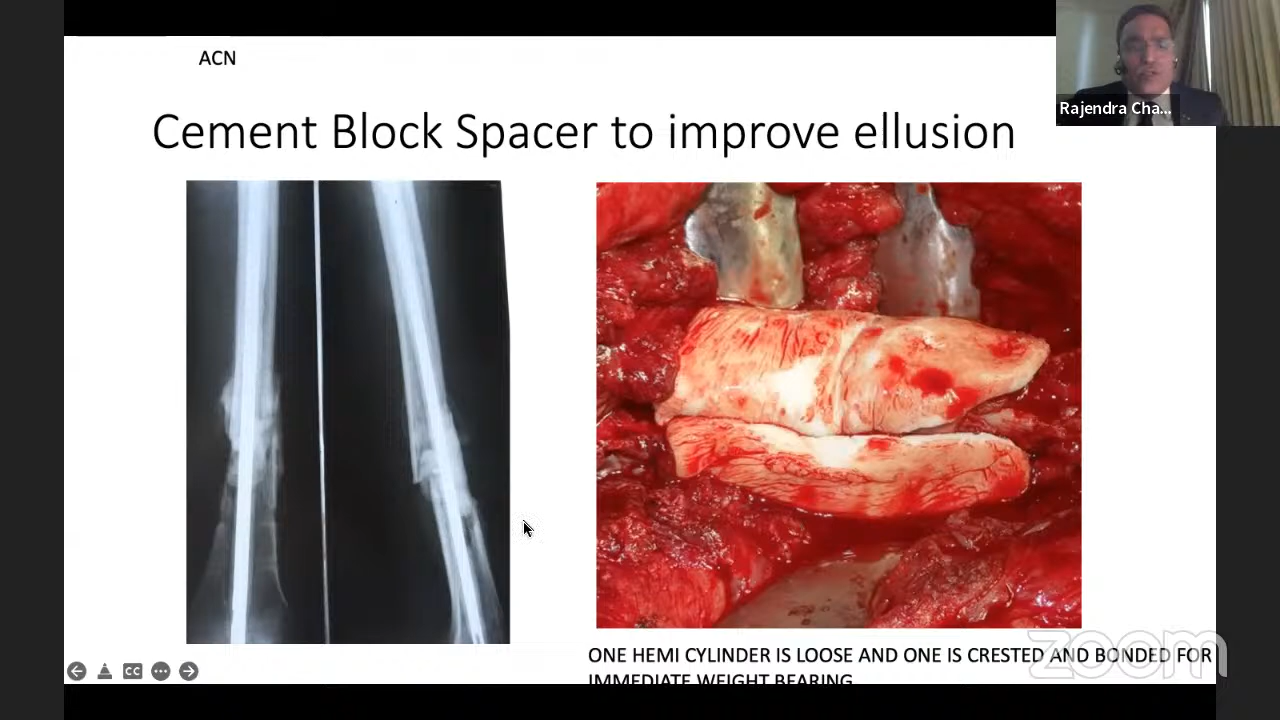 ACN
Rajendra Cha...
Cement Block Spacer to improve ellusion
ONE HEMI CYLINDER IS LOOSE AND ONE IS CRESTED AND BONDED FOR
IMMEDIATE WEIGHT BEARING
zoom
CC